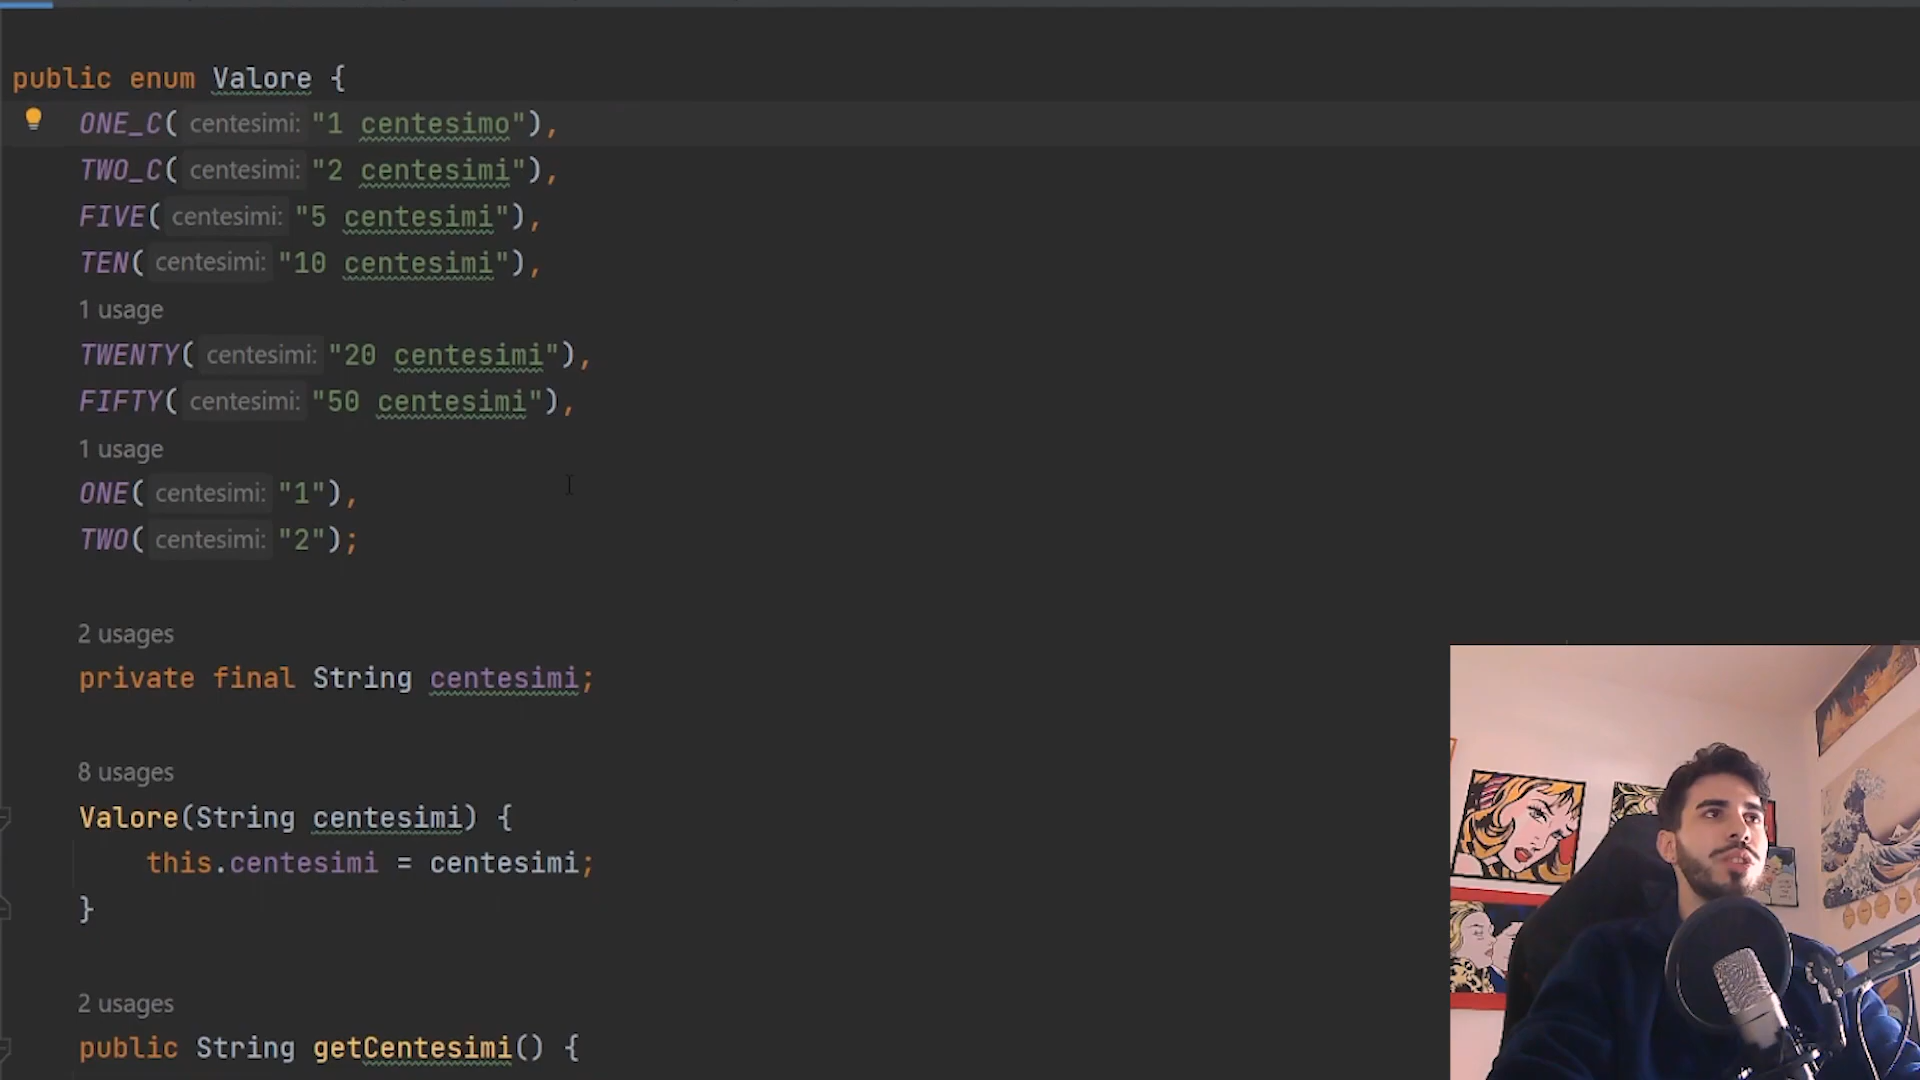 public enum Valore {
ONE_C( centesimi: "1 centesimo"),
TWO_C( centesimi: "2 centesimi"),
FIVE( centesimi: "5 centesimi"),
TEN( centesimi: "10 centesimi"),
1 usage
TWENTY( centesimi: "20 centesimi"),
FIFTY( centesimi: "50 centesimi"),
1 usage
ONE( centesimi: "1"),
TWO( centesimi: "2");
2 usages
private final String centesimi;
8 usages
Valore(String centesimi) {
this.centesimi = centesimi;
}
2 usages
public String getCentesimi() {